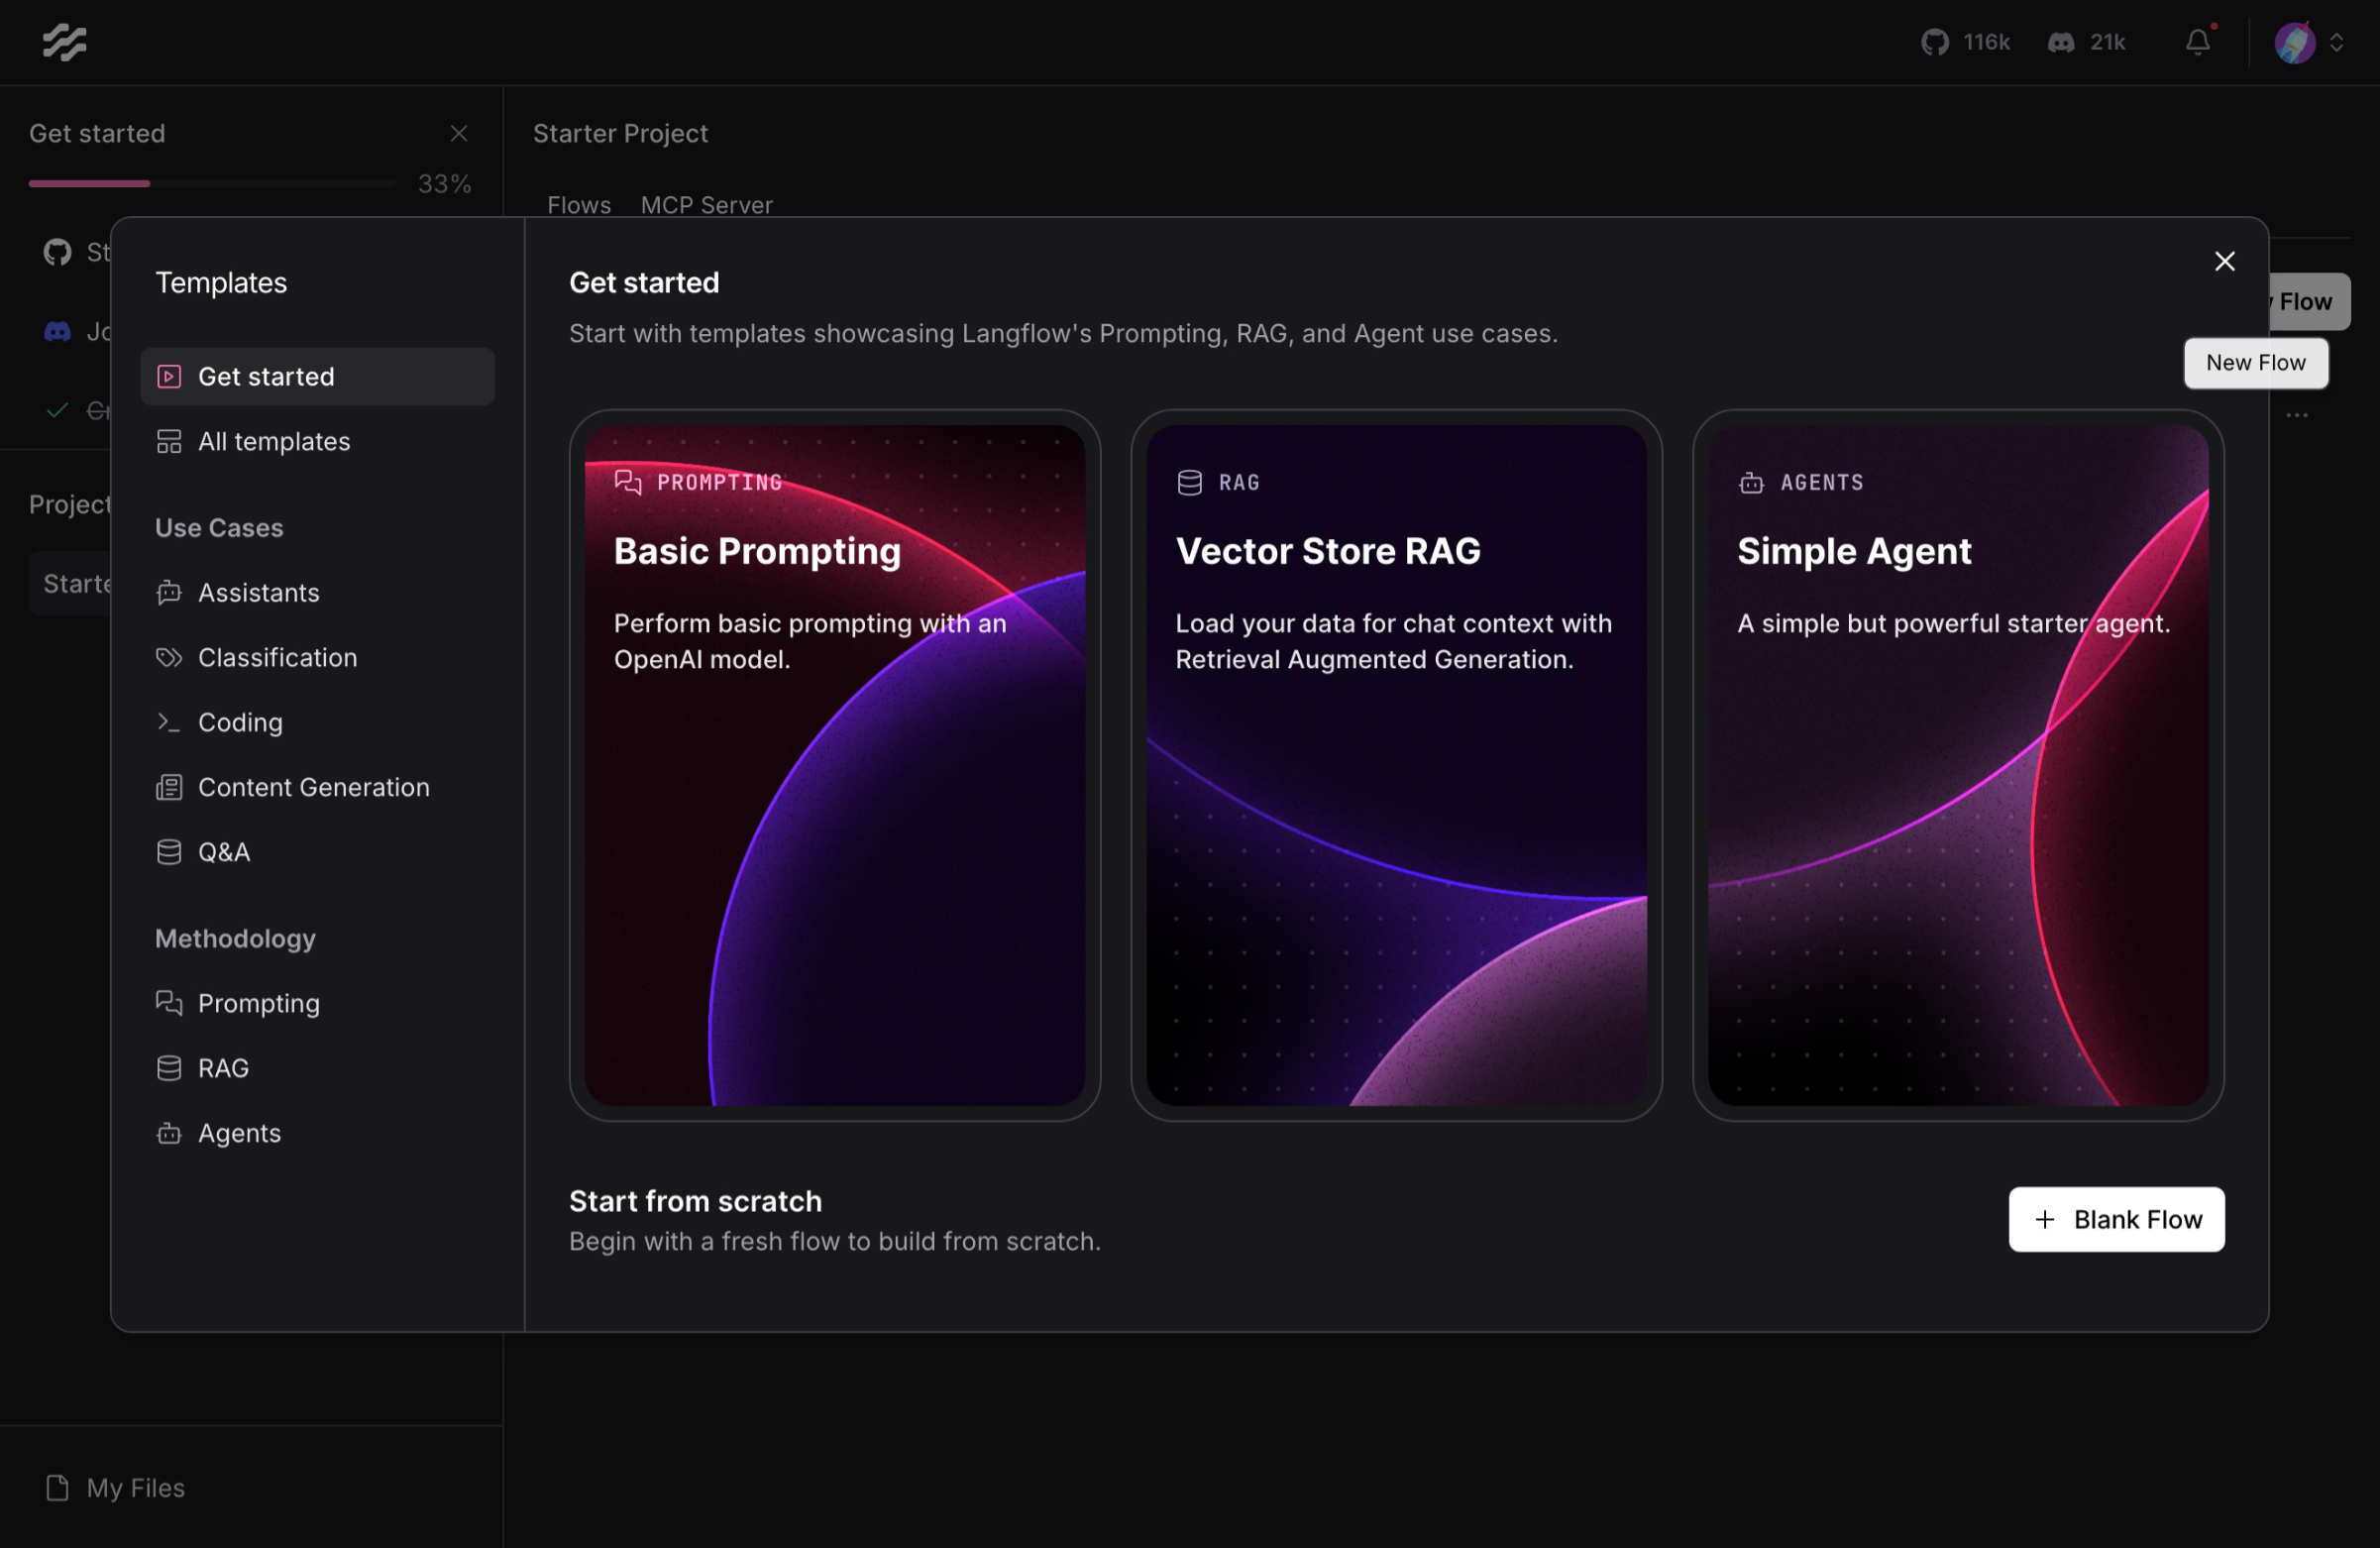 116k
21k
Get started
33%
St
Jo
Project
Starte
My Files
Starter Project
Flows
MCP Server
Flow
New Flow
Templates
Get started
All templates
Use Cases
Assistants
Classification
Coding
Content Generation
Q&A
Methodology
Prompting
RAG
Agents
Get started
Start with templates showcasing Langflow's Prompting, RAG, and Agent use cases.
PROMPTING
Basic Prompting
Perform basic prompting with an
OpenAI model.
RAG
Vector Store RAG
Load your data for chat context with
Retrieval Augmented Generation.
AGENTS
Simple Agent
A simple but powerful starter agent.
Start from scratch
Begin with a fresh flow to build from scratch.
Blank Flow